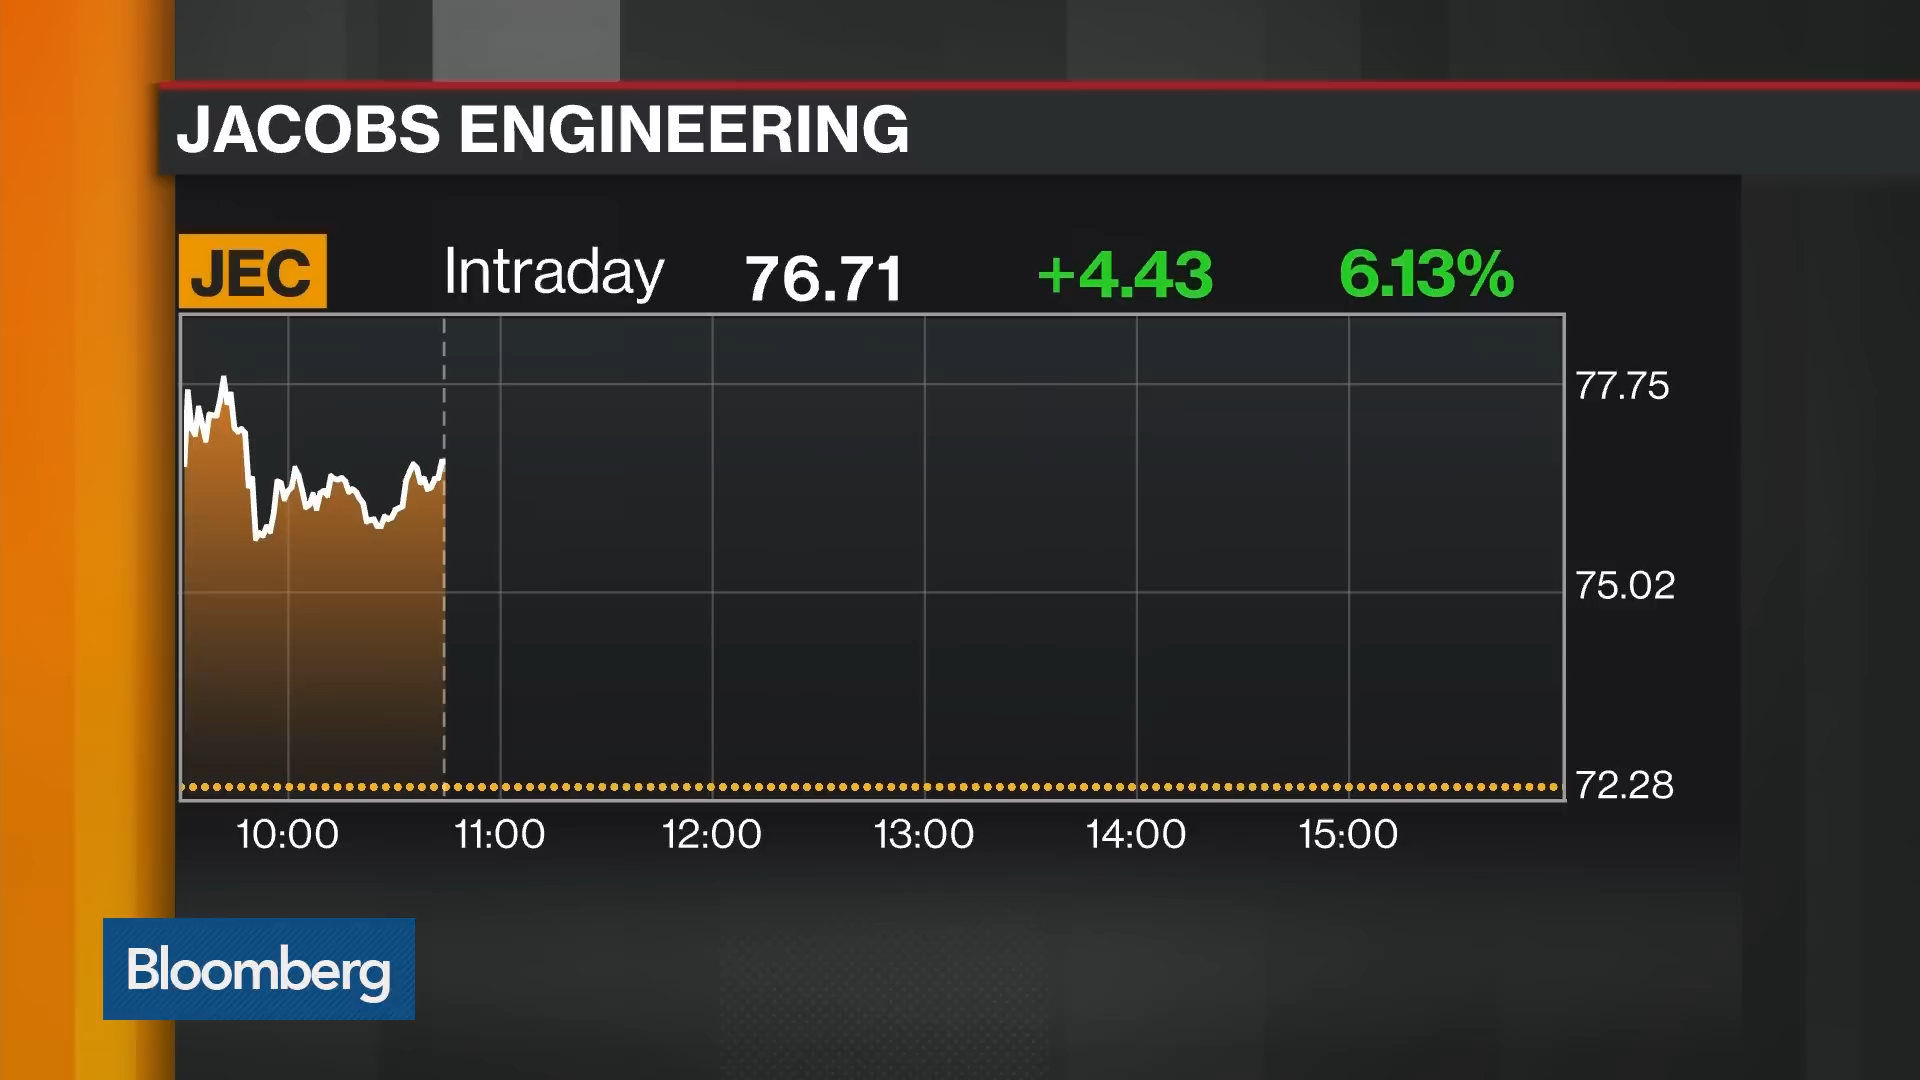 JACOBS ENGINEERING
JEC Intraday 76.71 +4.43 6.13%
77.75
75.02
72.28
10:00 11:00 12:00 13:00 14:00 15:00
Bloomberg